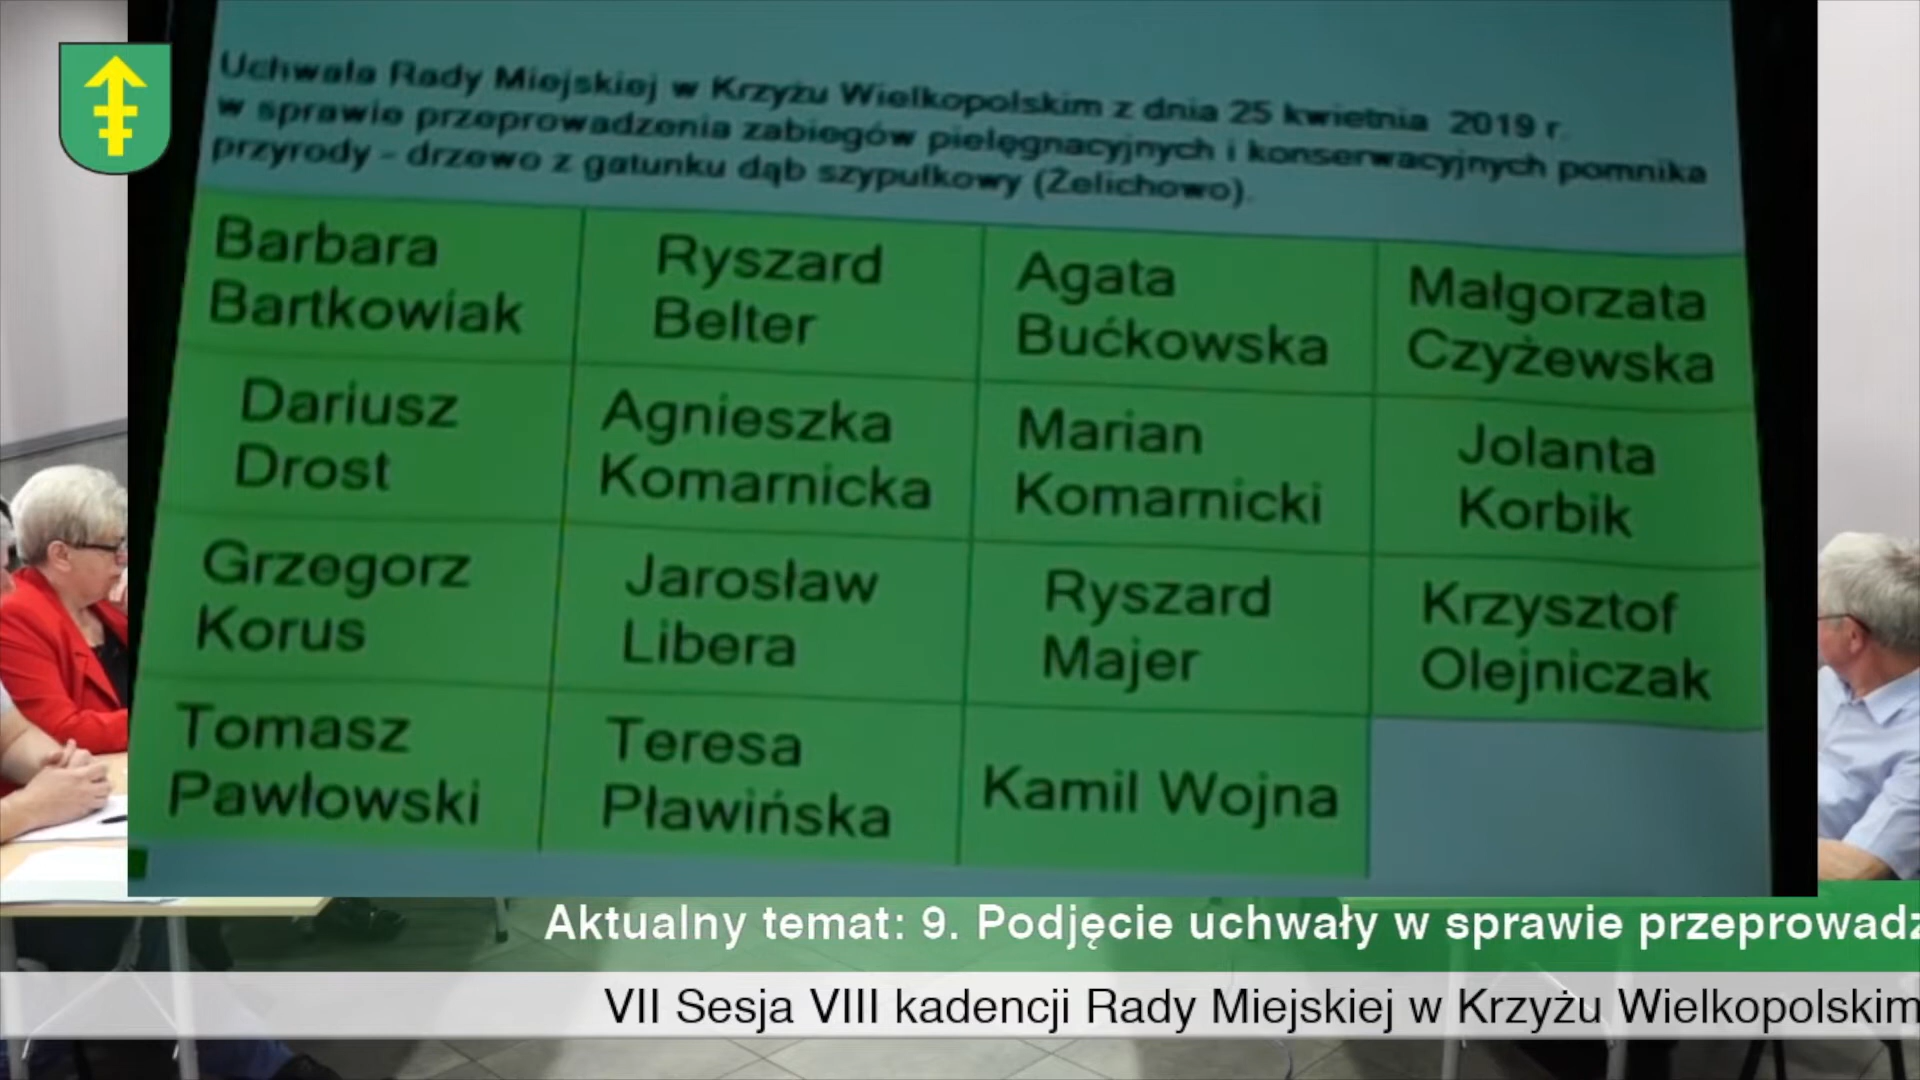 Uchwała Rady Miejskiej w Krzyżu Wielkopolskim z dnia 25 kwietnia 2019 r.
w sprawie przeprowadzenia zabiegów pielęgnacyjnych i konserwacyjnych pomnika
przyrody - drzewo z gatunku dąb szypułkowy (Żelichowo).
Barbara
Bartkowiak
Ryszard
Belter
Agata
Bućkowska
Małgorzata
Czyżewska
Dariusz
Drost
Agnieszka
Komarnicka
Marian
Komarnicki
Jolanta
Korbik
Grzegorz
Korus
Jarosław
Libera
Ryszard
Majer
Krzysztof
Olejniczak
Tomasz
Pawłowski
Teresa
Pławińska
Kamil Wojna
Aktualny temat: 9. Podjęcie uchwały w sprawie przeprowadz
VII Sesja VIII kadencji Rady Miejskiej w Krzyżu Wielkopolskim